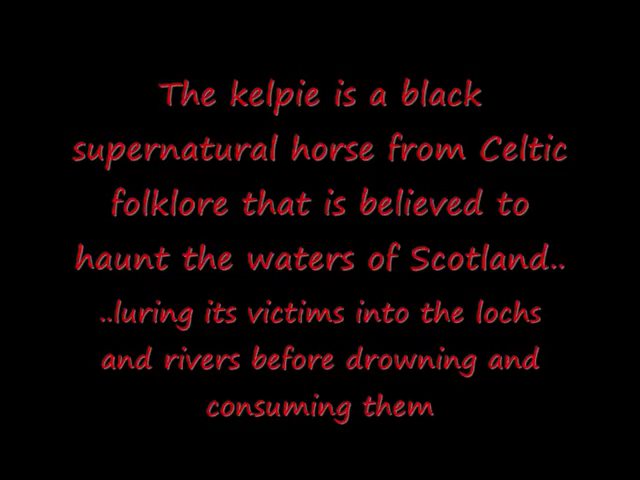 The kelpie is a black
supernatural horse from Celtic
folklore that is believed to
haunt the waters of Scotland..
..luring its victims into the lochs
and rivers before drowning and
consuming them